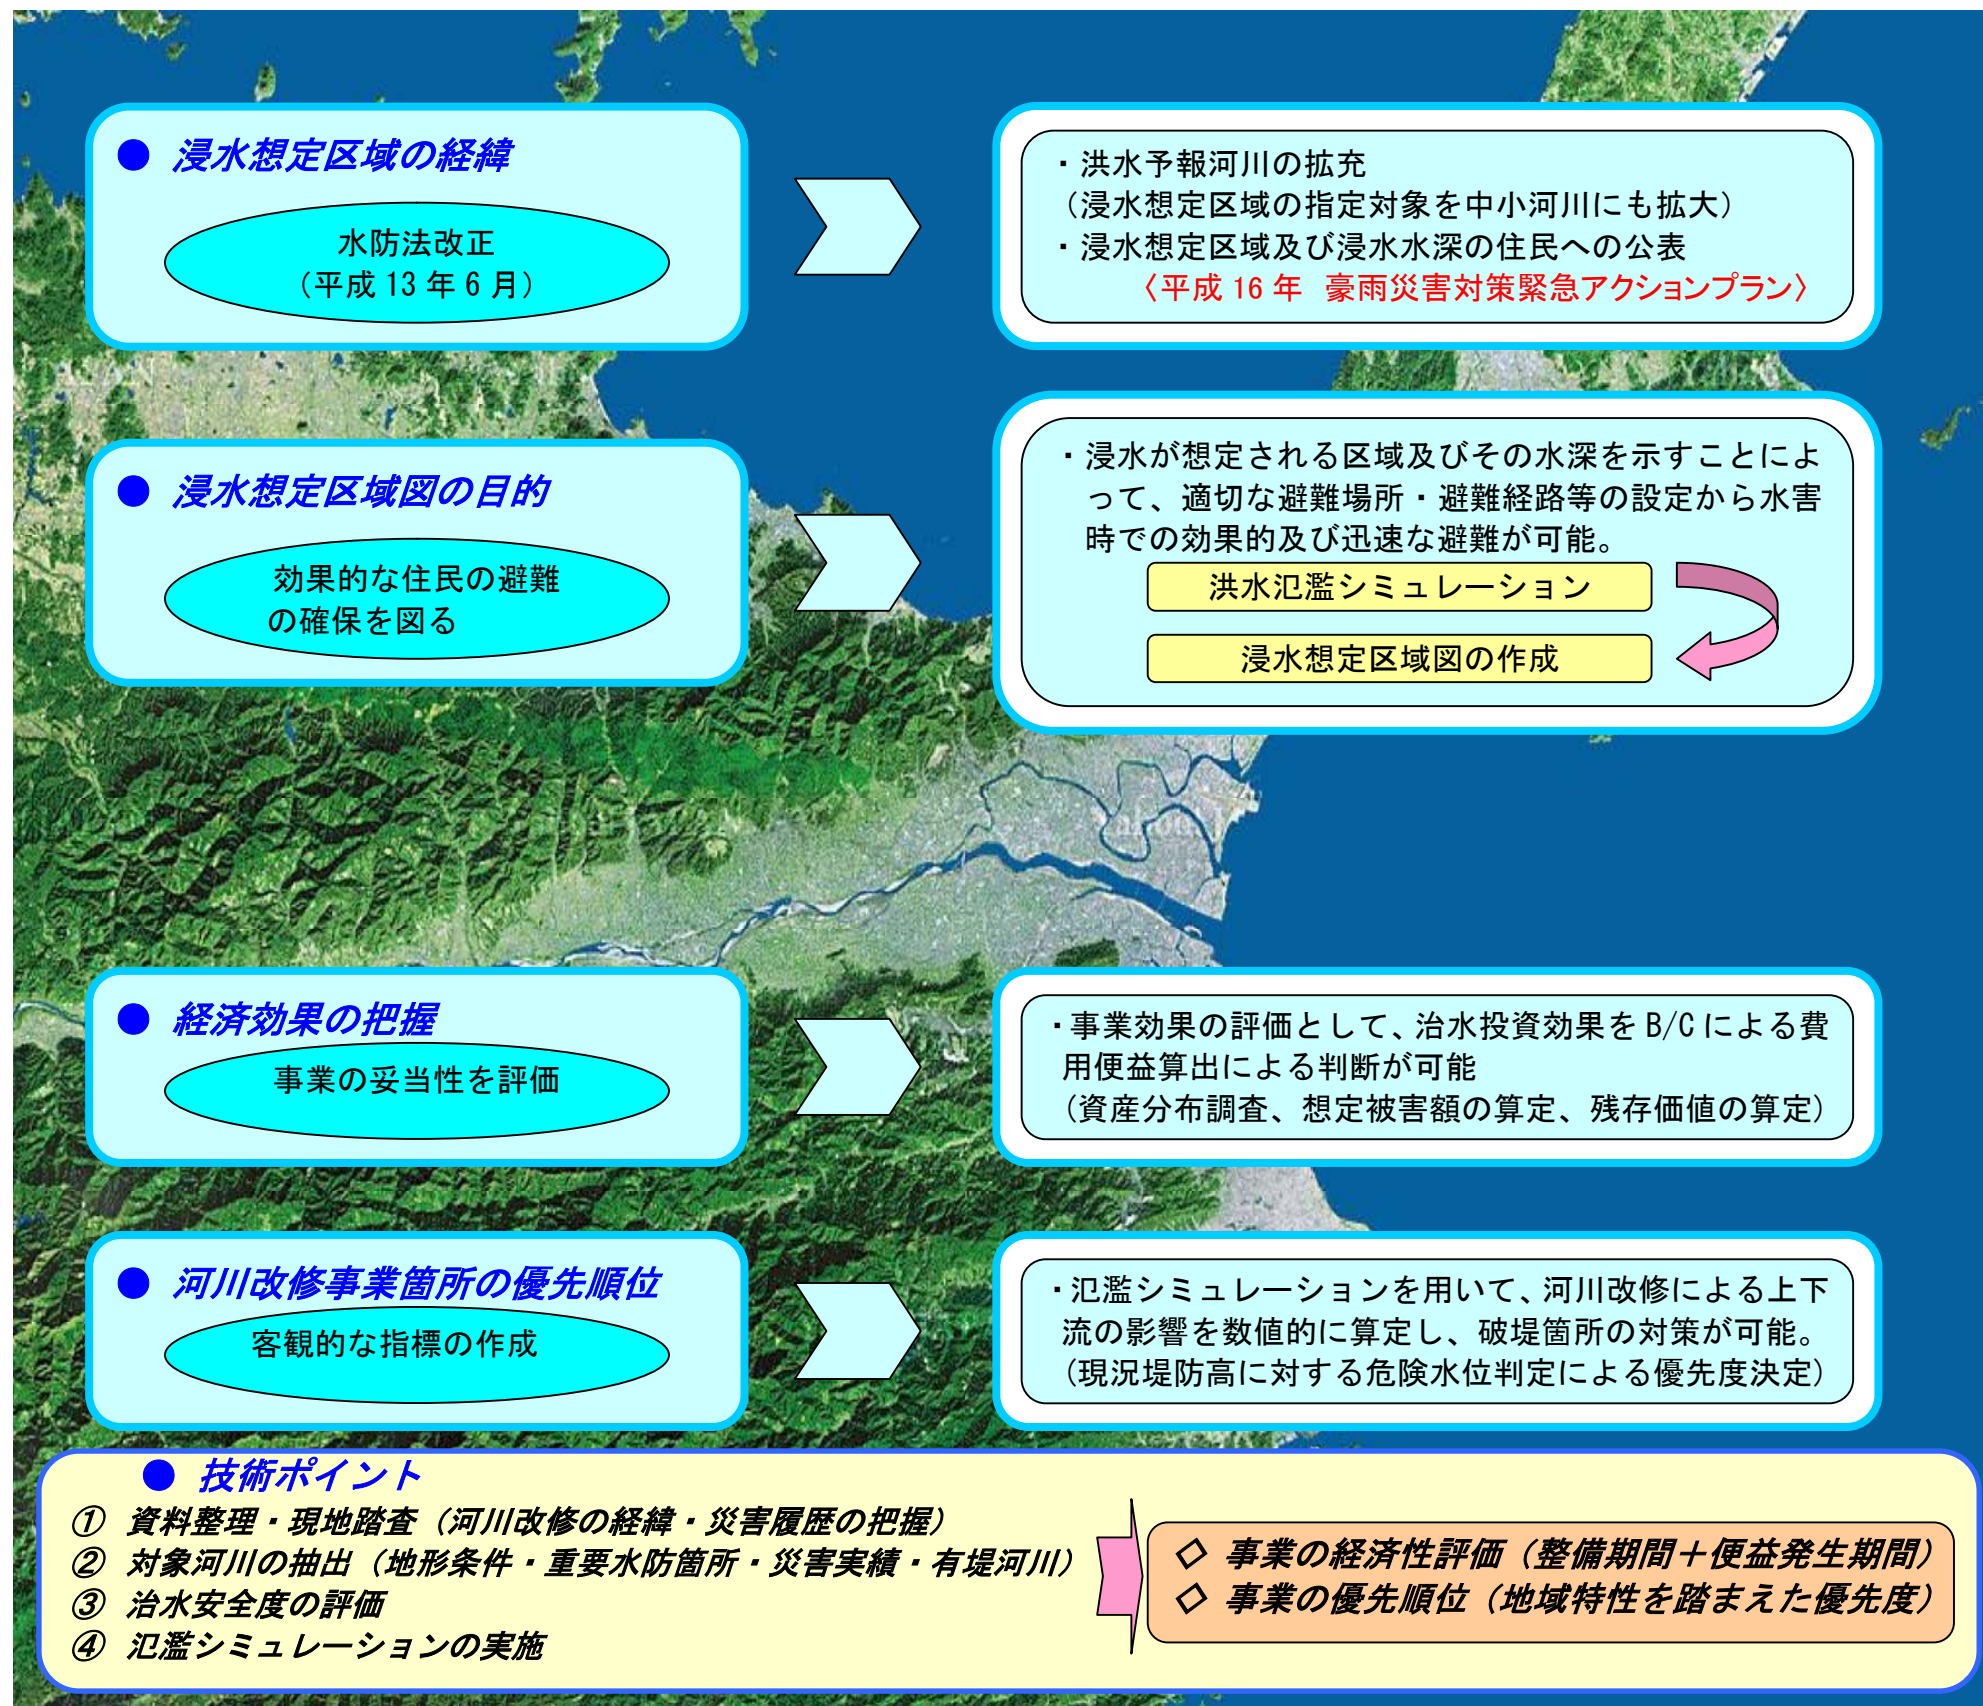 ● 浸水想定区域の経緯
水防法改正
（平成 13 年 6 月）
・洪水予報河川の拡充
（浸水想定区域の指定対象を中小河川にも拡大）
・浸水想定区域及び浸水水深の住民への公表
〈平成 16 年　豪雨災害対策緊急アクションプラン〉
● 浸水想定区域図の目的
効果的な住民の避難
の確保を図る
・浸水が想定される区域及びその水深を示すことによ
って、適切な避難場所・避難経路等の設定から水害
時での効果的及び迅速な避難が可能。
洪水氾濫シミュレーション
浸水想定区域図の作成
● 経済効果の把握
事業の妥当性を評価
・事業効果の評価として、治水投資効果を B/C による費
用便益算出による判断が可能
（資産分布調査、想定被害額の算定、残存価値の算定）
● 河川改修事業箇所の優先順位
客観的な指標の作成
・氾濫シミュレーションを用いて、河川改修による上下
流の影響を数値的に算定し、破堤箇所の対策が可能。
（現況堤防高に対する危険水位判定による優先度決定）
● 技術ポイント
① 資料整理・現地踏査（河川改修の経緯・災害履歴の把握）
② 対象河川の抽出（地形条件・重要水防箇所・災害実績・有堤河川）
③ 治水安全度の評価
④ 氾濫シミュレーションの実施
◇ 事業の経済性評価（整備期間＋便益発生期間）
◇ 事業の優先順位（地域特性を踏まえた優先度）